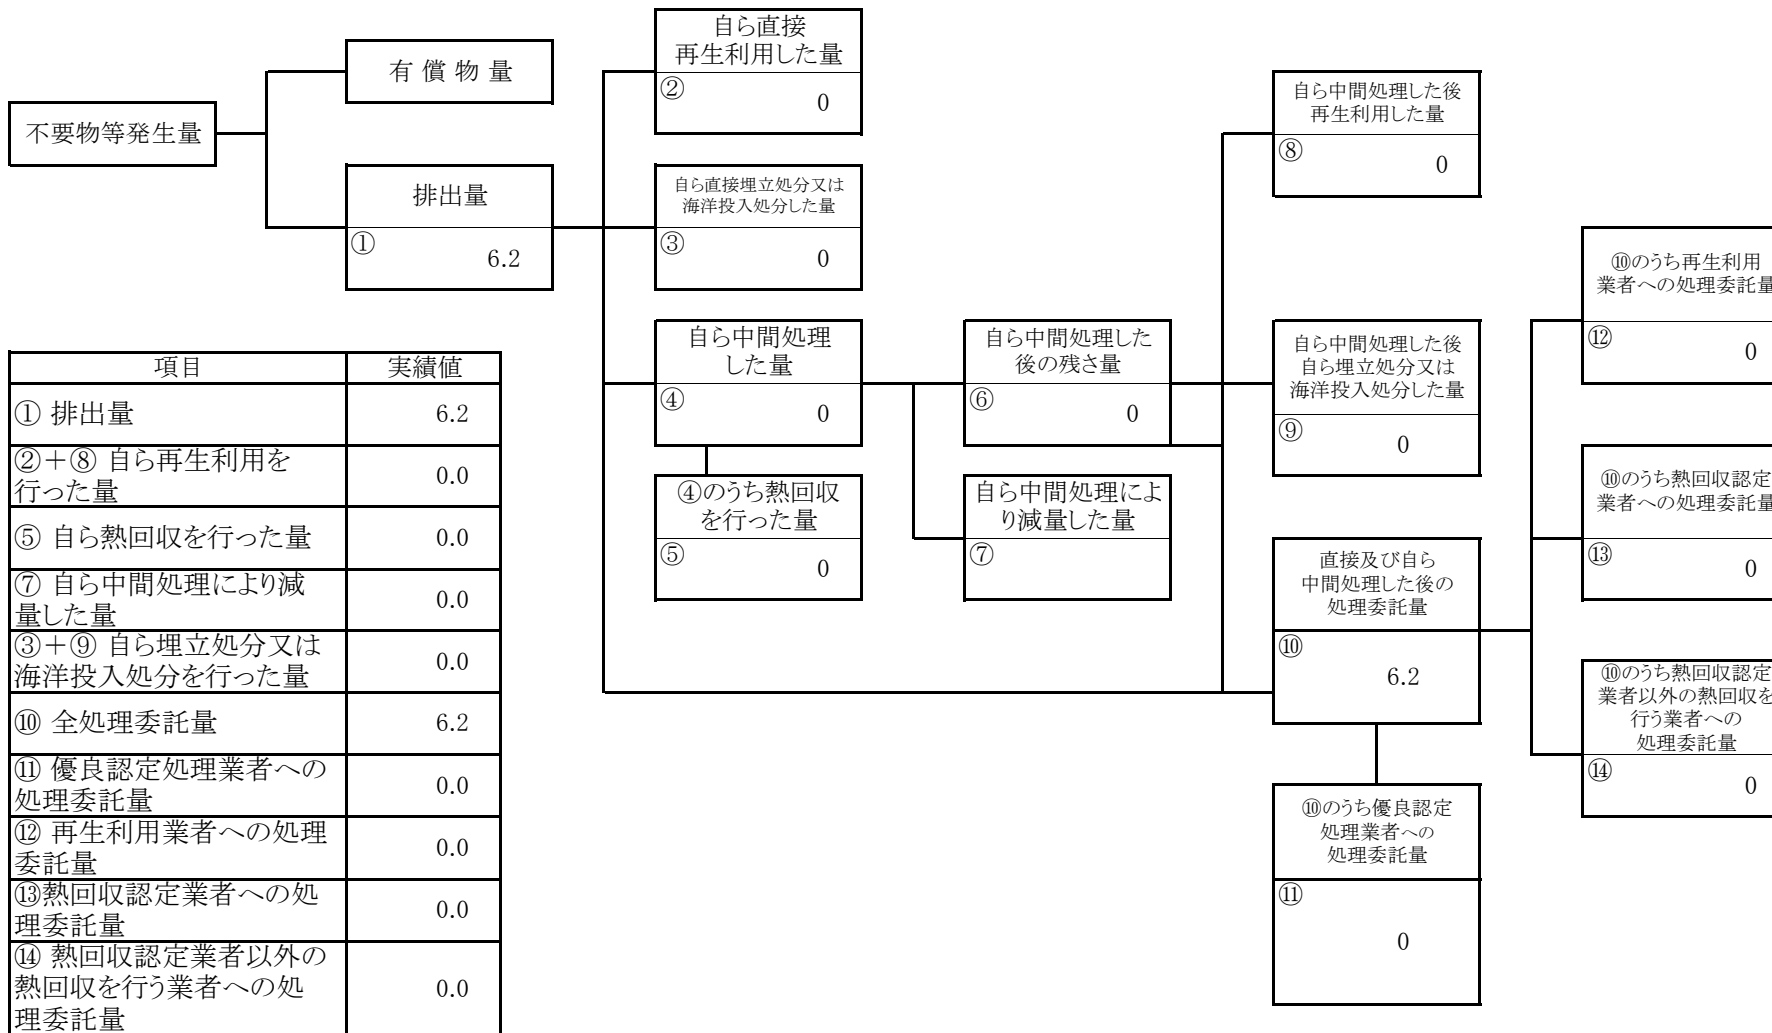 不要物等発生量
有 償 物 量
排出量
①
6.2
自ら直接
再生利用した量
②
0
自ら直接埋立処分又は
海洋投入処分した量
③
0
自ら中間処理
した量
④
0
④のうち熱回収
を行った量
⑤
0
自ら中間処理した
後の残さ量
⑥
0
自ら中間処理によ
り減量した量
⑦
自ら中間処理した後
再生利用した量
⑧
0
自ら中間処理した後
自ら埋立処分又は
海洋投入処分した量
⑨
0
直接及び自ら
中間処理した後の
処理委託量
⑩
6.2
⑩のうち優良認定
処理業者への
処理委託量
⑪
0
⑩のうち再生利用
業者への処理委託量
⑫
0
⑩のうち熱回収認定
業者への処理委託量
⑬
0
⑩のうち熱回収認定
業者以外の熱回収を
行う業者への
処理委託量
⑭
0
項目 実績値
① 排出量 6.2
②＋⑧ 自ら再生利用を
行った量 0.0
⑤ 自ら熱回収を行った量 0.0
⑦ 自ら中間処理により減
量した量 0.0
③＋⑨ 自ら埋立処分又は
海洋投入処分を行った量 0.0
⑩ 全処理委託量 6.2
⑪ 優良認定処理業者への
処理委託量 0.0
⑫ 再生利用業者への処理
委託量 0.0
⑬熱回収認定業者への処
理委託量 0.0
⑭ 熱回収認定業者以外の
熱回収を行う業者への処
理委託量 0.0